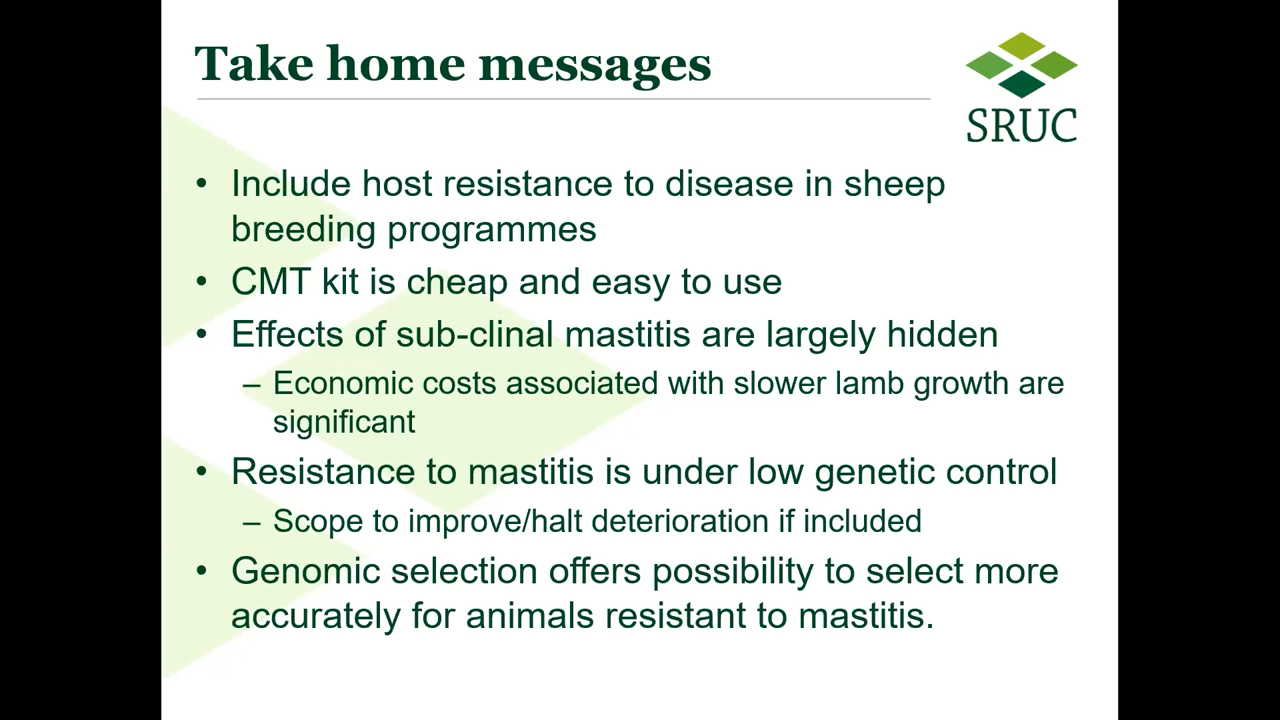 Take home messages
SRUC
• Include host resistance to disease in sheep
breeding programmes
• CMT kit is cheap and easy to use
• Effects of sub-clinal mastitis are largely hidden
– Economic costs associated with slower lamb growth are
significant
• Resistance to mastitis is under low genetic control
– Scope to improve/halt deterioration if included
• Genomic selection offers possibility to select more
accurately for animals resistant to mastitis.